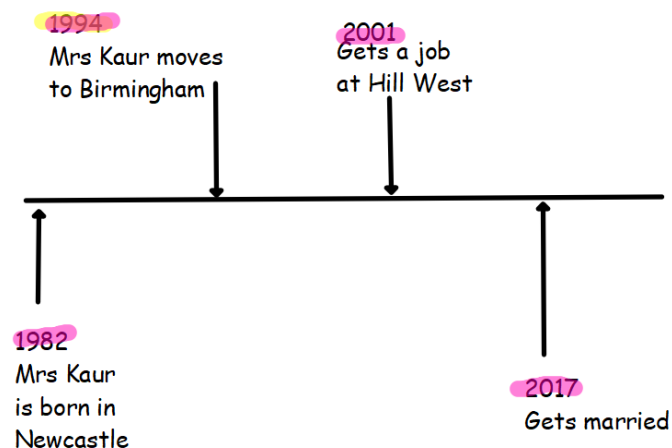 1994
Mrs Kaur moves
to Birmingham
2001
Gets a job
at Hill West
1982
Mrs Kaur
is born in
Newcastle
2017
Gets married